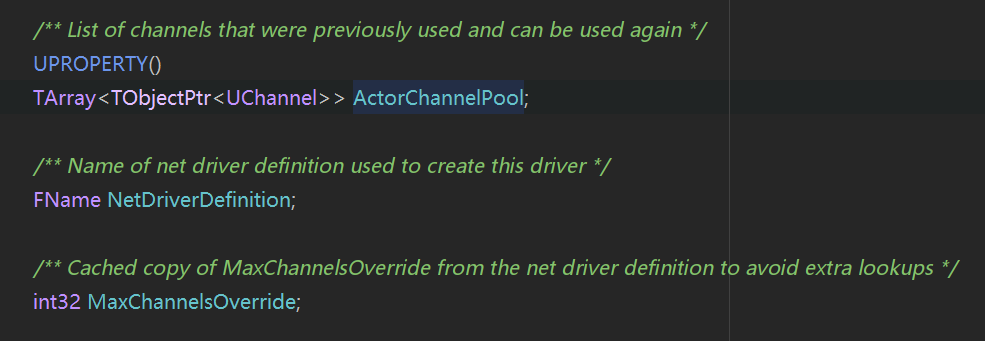 /** List of channels that were previously used and can be used again */
UPROPERTY()
TArray<TObjectPtr<UChannel>> ActorChannelPool;
/** Name of net driver definition used to create this driver */
FName NetDriverDefinition;
/** Cached copy of MaxChannelsOverride from the net driver definition to avoid extra lookups */
int32 MaxChannelsOverride;